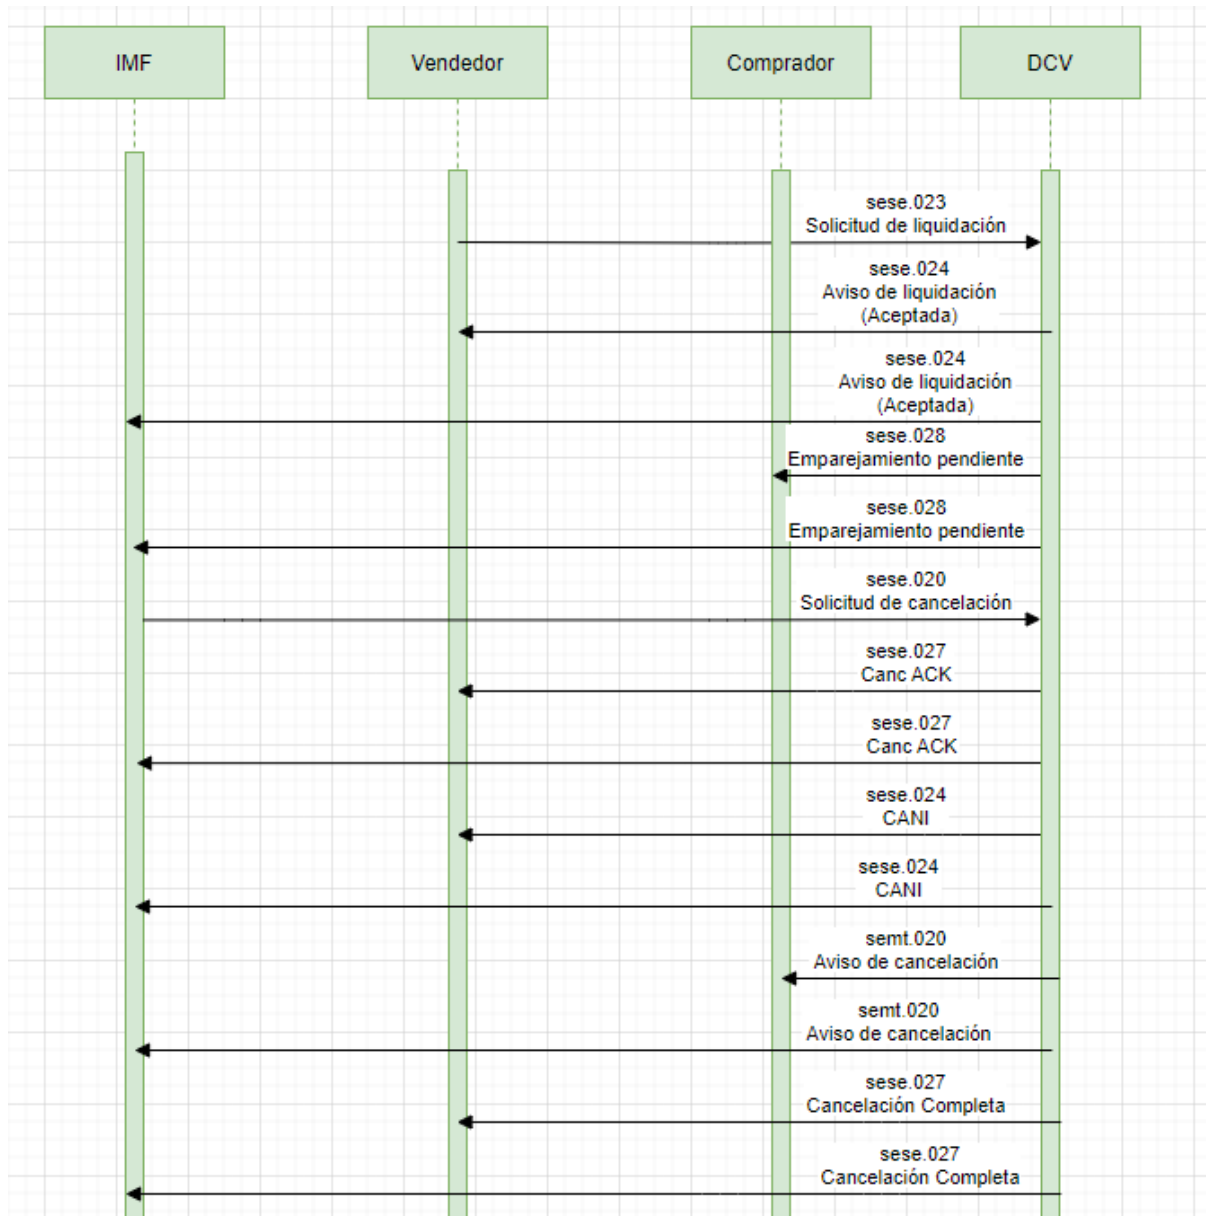 IMF
Vendedor
Comprador
DCV
sese.023
Solicitud de liquidación
sese.024
Aviso de liquidación
(Aceptada)
sese.024
Aviso de liquidación
(Aceptada)
sese.028
Emparejamiento pendiente
sese.028
Emparejamiento pendiente
sese.020
Solicitud de cancelación
sese.027
Canc ACK
sese.027
Canc ACK
sese.024
CANI
sese.024
CANI
semt.020
Aviso de cancelación
semt.020
Aviso de cancelación
sese.027
Cancelación Completa
sese.027
Cancelación Completa